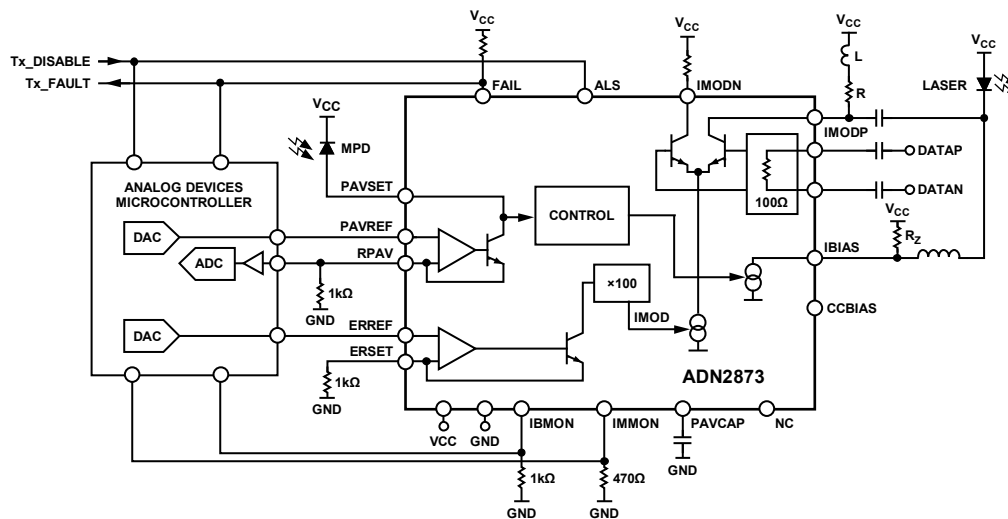 VCC
VCC
VCC
VCC
Tx_DISABLE
L
Tx_FAULT
LASER
FAIL
ALS
IMODN
R
VCC
IMODP
MPD
DATAP
ANALOG DEVICES
MICROCONTROLLER
PAVSET
100Ω
DATAN
CONTROL
VCC
DAC
PAVREF
RZ
ADC
RPAV
IBIAS
×100
1kΩ
GND
IMOD
CCBIAS
DAC
ERREF
ERSET
ADN2873
1kΩ
GND
VCC
GND
IBMON
IMMON
PAVCAP
NC
GND
1kΩ
470Ω
GND
GND